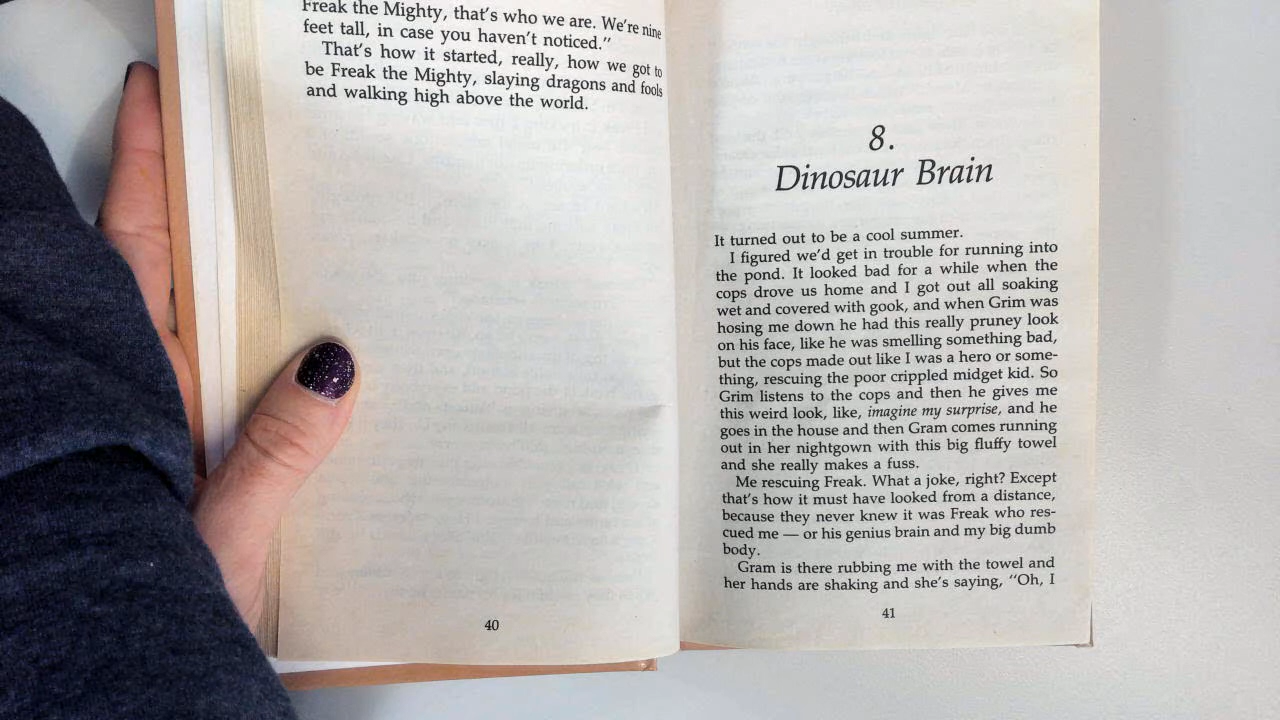 Freak the Mighty, that's who we are. We're nine
feet tall, in case you haven't noticed."
That's how it started, really, how we got to
be Freak the Mighty, slaying dragons and fools
and walking high above the world.
40
8.
Dinosaur Brain
It turned out to be a cool summer.
I figured we'd get in trouble for running into
the pond. It looked bad for a while when the
cops drove us home and I got out all soaking
wet and covered with gook, and when Grim was
hosing me down he had this really pruney look
on his face, like he was smelling something bad,
but the cops made out like I was a hero or some-
thing, rescuing the poor crippled midget kid. So
Grim listens to the cops and then he gives me
this weird look, like, imagine my surprise, and he
goes in the house and then Gram comes running
out in her nightgown with this big fluffy towel
and she really makes a fuss.
Me rescuing Freak. What a joke, right? Except
that's how it must have looked from a distance,
because they never knew it was Freak who res-
cued me — or his genius brain and my big dumb
body.
Gram is there rubbing me with the towel and
her hands are shaking and she's saying, "Oh, I
41